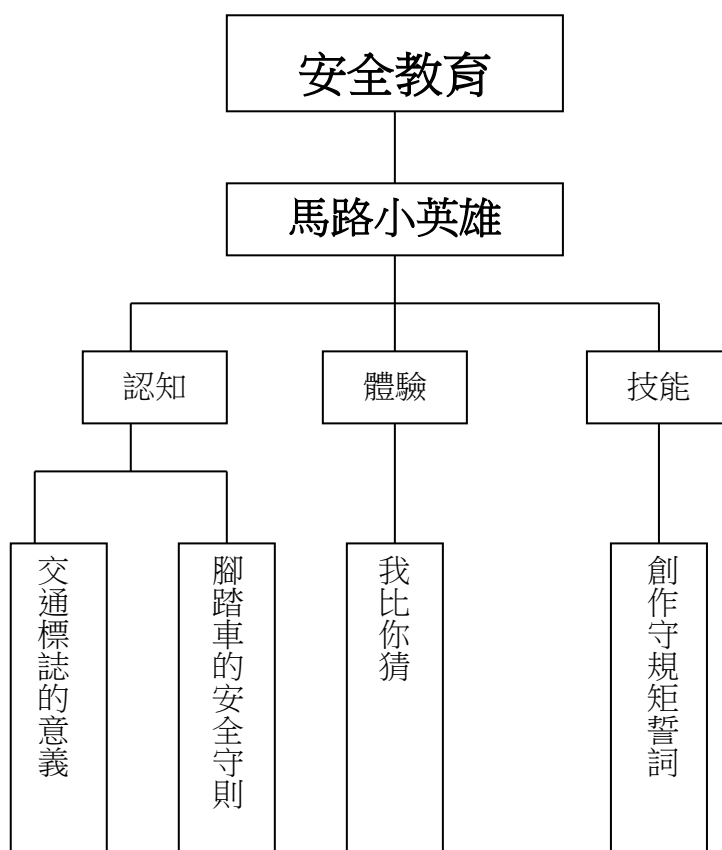 安全教育
馬路小英雄
認知
體驗
技能
交通標誌的意義
腳踏車的安全守則
我比你猜
創作守規矩誓詞